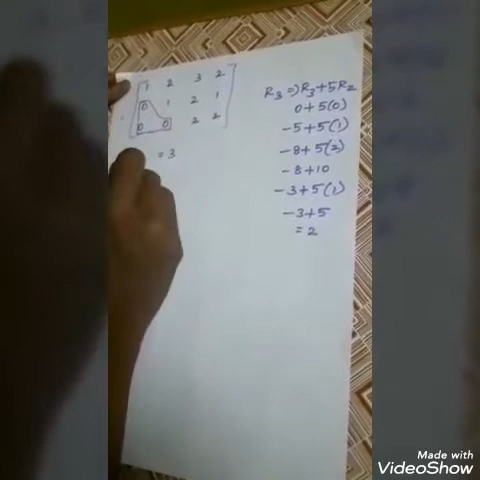 1 2 3 2
0 1 2 1
0 0 2 2
= 3
R3 => R3+5R2
0+5(0)
-5+5(1)
-8+5(2)
-8+10
-3+5(1)
-3+5
= 2
Made with
VideoShow